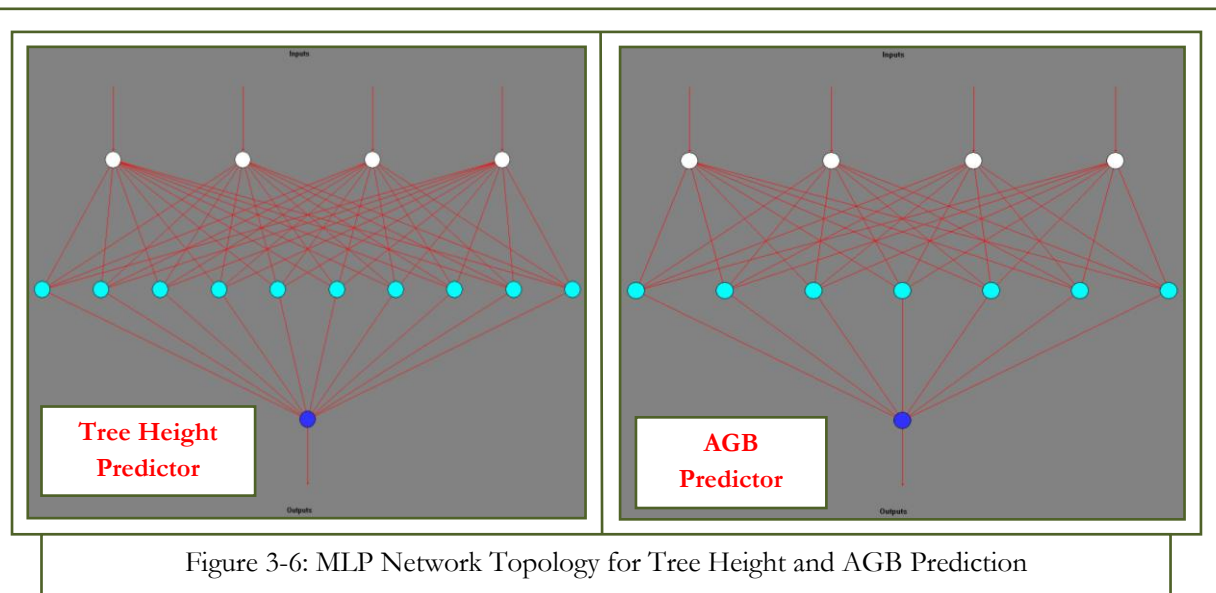 Inputs
Inputs
Tree Height
Predictor
AGB
Predictor
Outputs
Outputs
Figure 3-6: MLP Network Topology for Tree Height and AGB Prediction